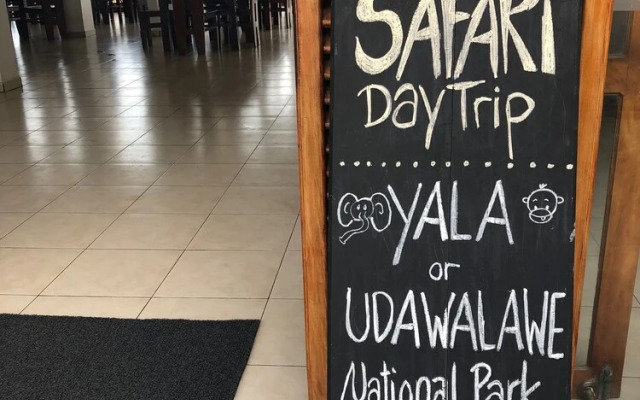 SAFARI
Day Trip
YALA
or
UDAWALAWE
National Park